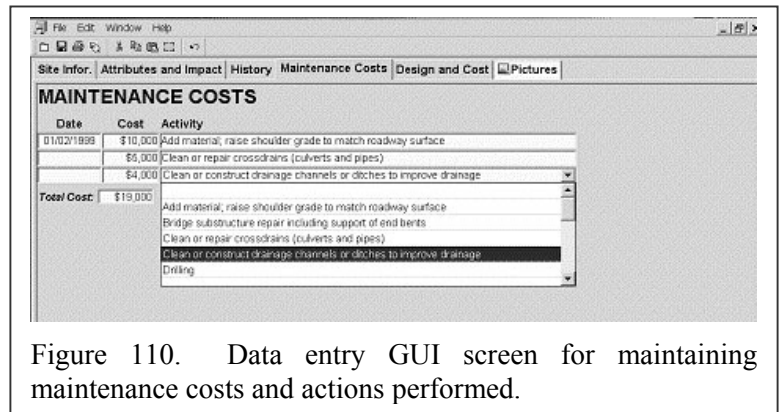 File Edit Window Help
Site Infor. Attributes and Impact History Maintenance Costs Design and Cost Pictures
MAINTENANCE COSTS
Date Cost Activity
01/02/1999 $10,000 Add material; raise shoulder grade to match roadway surface
$5,000 Clean or repair crossdrains (culverts and pipes)
$4,000 Clean or construct drainage channels or ditches to improve drainage
Total Cost: $19,000
Add material; raise shoulder grade to match roadway surface
Bridge substructure repair including support of end bents
Clean or repair crossdrains (culverts and pipes)
Clean or construct drainage channels or ditches to improve drainage
Drilling
Figure 110. Data entry GUI screen for maintaining
maintenance costs and actions performed.